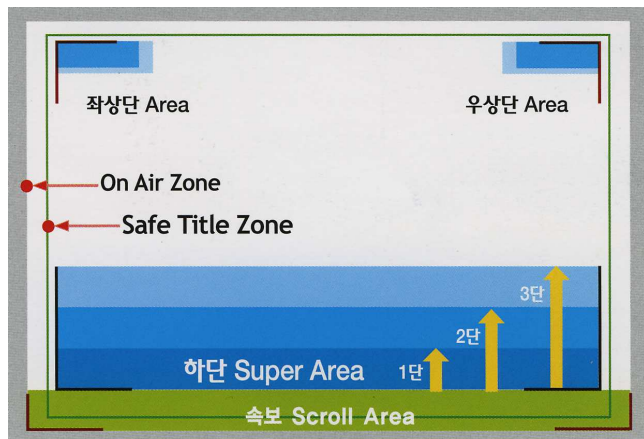 좌상단 Area
우상단 Area
On Air Zone
Safe Title Zone
3단
2단
하단 Super Area
1단
속보 Scroll Area